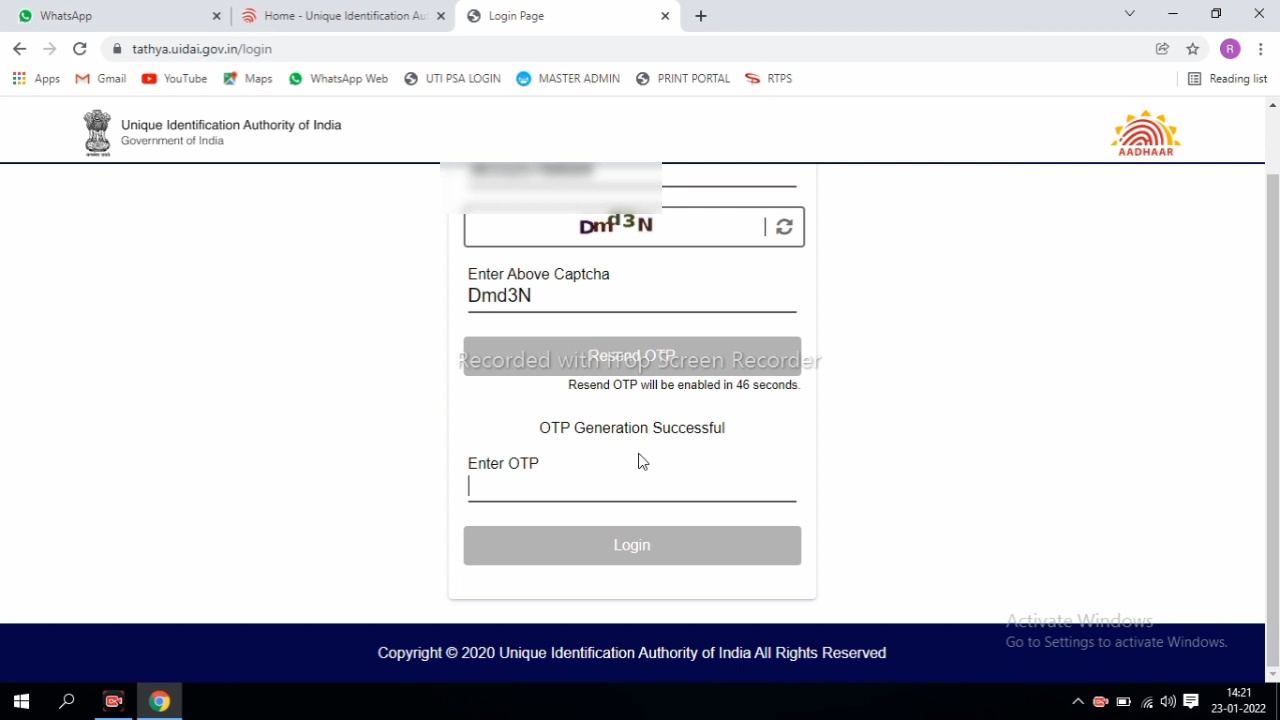 WhatsApp
Home - Unique Identification Au
Login Page
tathya.uidai.gov.in/login
R
Apps
Gmail
YouTube
Maps
WhatsApp Web
UTI PSA LOGIN
MASTER ADMIN
PRINT PORTAL
RTPS
Reading list
Unique Identification Authority of India
Government of India
AADHAAR
Dmd3N
Enter Above Captcha
Dmd3N
Resend OTP
Recorded with iTop Screen Recorder
Resend OTP will be enabled in 46 seconds.
OTP Generation Successful
Enter OTP
Login
Activate Windows
Go to Settings to activate Windows.
Copyright © 2020 Unique Identification Authority of India All Rights Reserved
14:21
23-01-2022